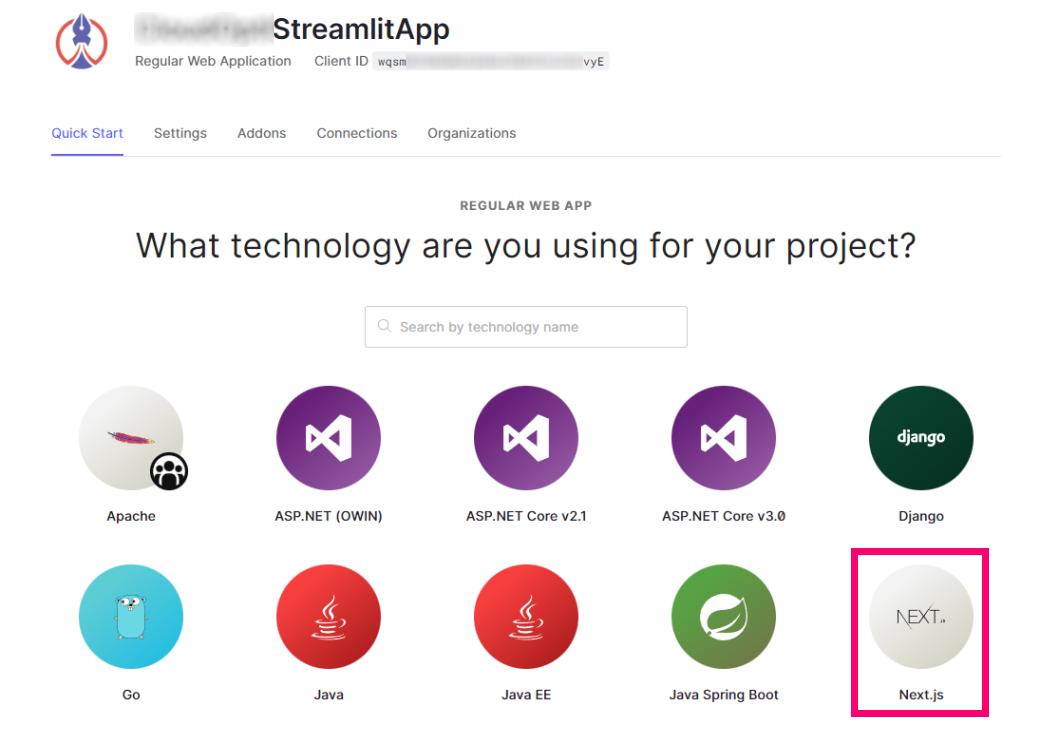 StreamlitApp
Regular Web Application Client ID wqsm vyE
Quick Start Settings Addons Connections Organizations
REGULAR WEB APP
What technology are you using for your project?
Search by technology name
django
Apache ASP.NET (OWIN) ASP.NET Core v2.1 ASP.NET Core v3.0 Django
NEXT.js
Go Java Java EE Java Spring Boot Next.js